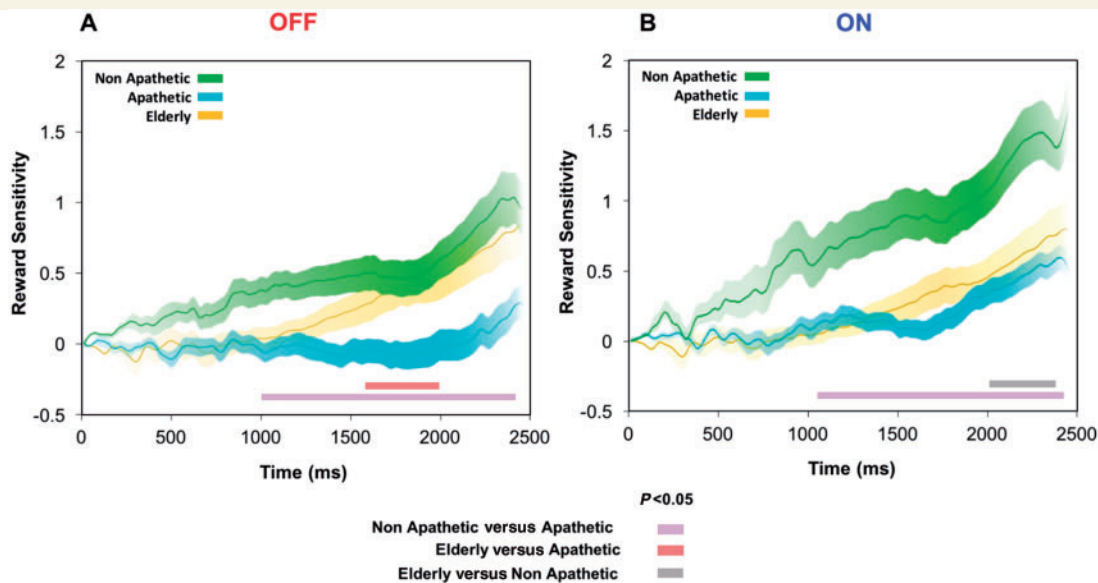 A
OFF
2
1.5
1
0.5
0
-0.5
Reward Sensitivity
Non Apathetic
Apathetic
Elderly
0 500 1000 1500 2000 2500
Time (ms)
B
ON
2
1.5
1
0.5
0
-0.5
Reward Sensitivity
Non Apathetic
Apathetic
Elderly
0 500 1000 1500 2000 2500
Time (ms)
P<0.05
Non Apathetic versus Apathetic
Elderly versus Apathetic
Elderly versus Non Apathetic